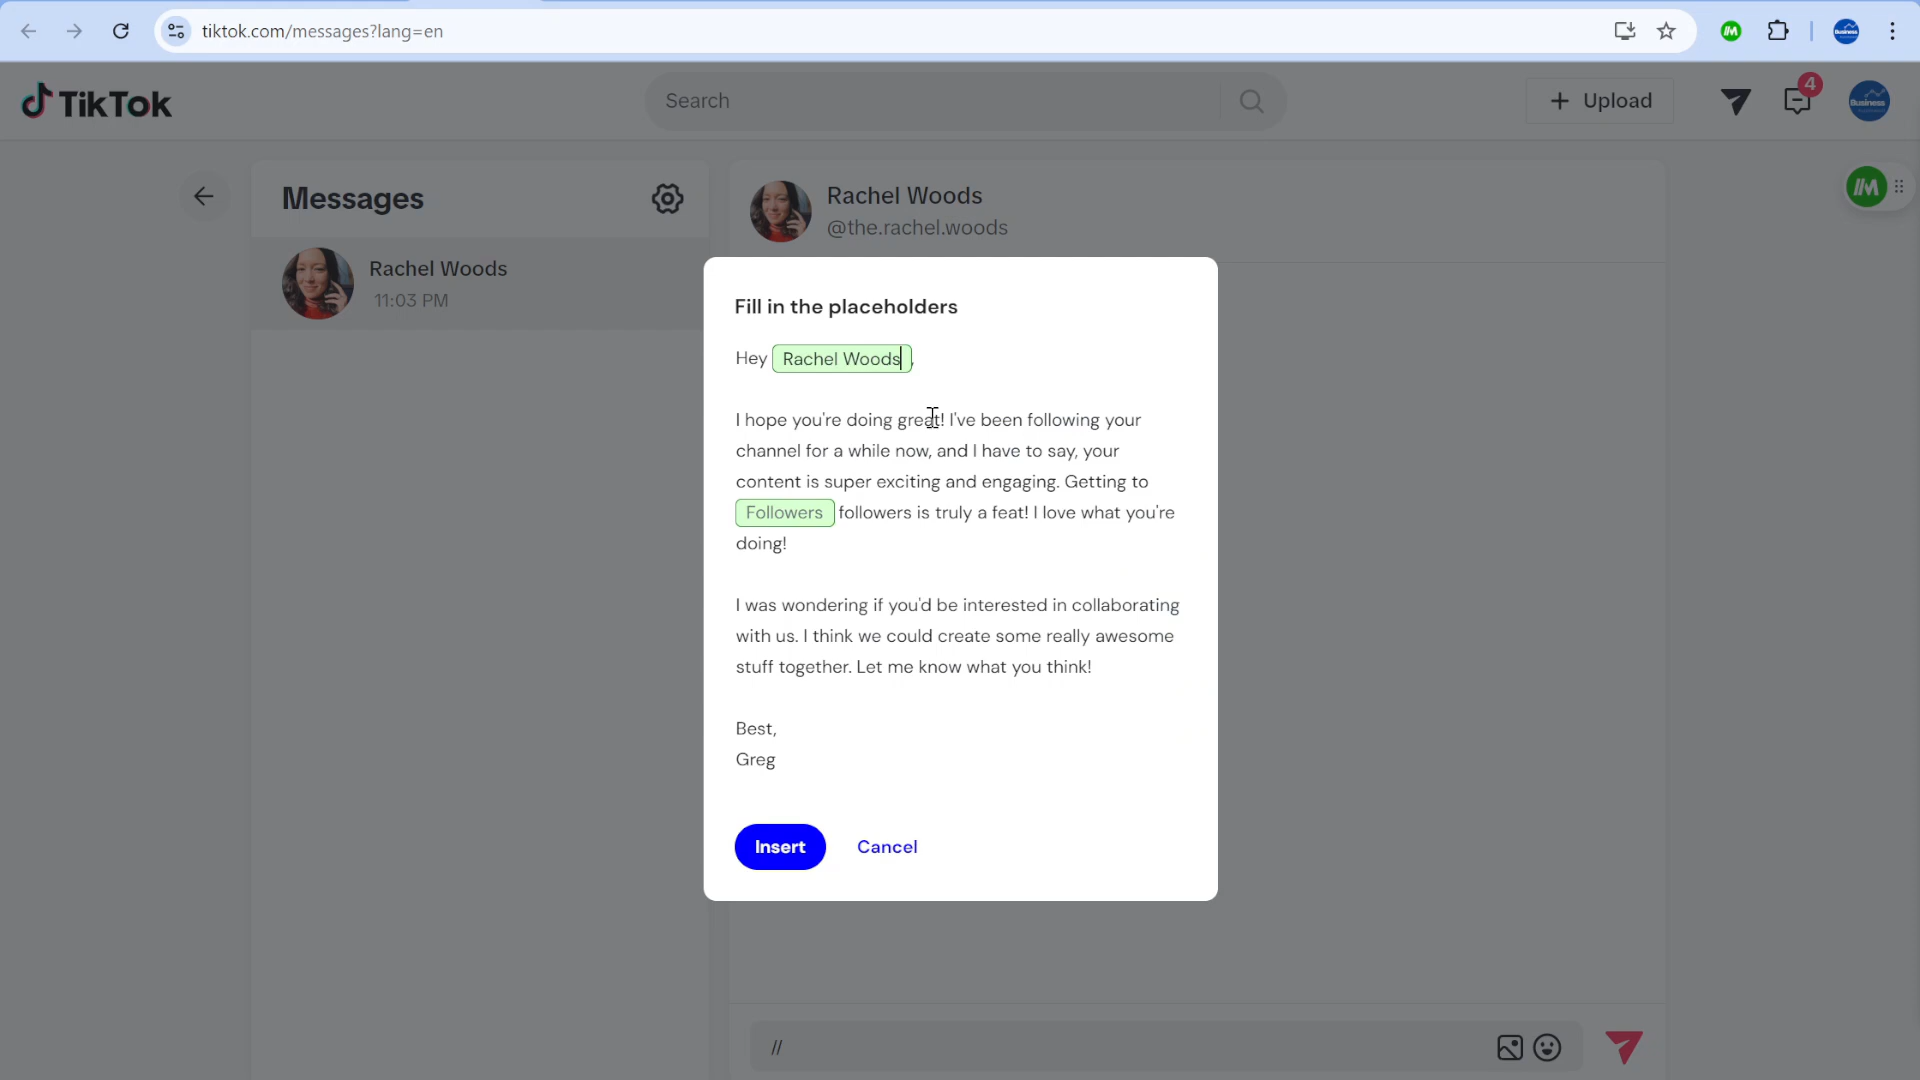 tiktok.com/messages?lang=en
Business
TikTok
Search
+ Upload
4
Business
Messages
Rachel Woods
@the.rachel.woods
Rachel Woods
11:03 PM
Fill in the placeholders
Hey Rachel Woods,
I hope you're doing great! I've been following your
channel for a while now, and I have to say, your
content is super exciting and engaging. Getting to
Followers followers is truly a feat! I love what you're
doing!
I was wondering if you'd be interested in collaborating
with us. I think we could create some really awesome
stuff together. Let me know what you think!
Best,
Greg
Insert Cancel
//